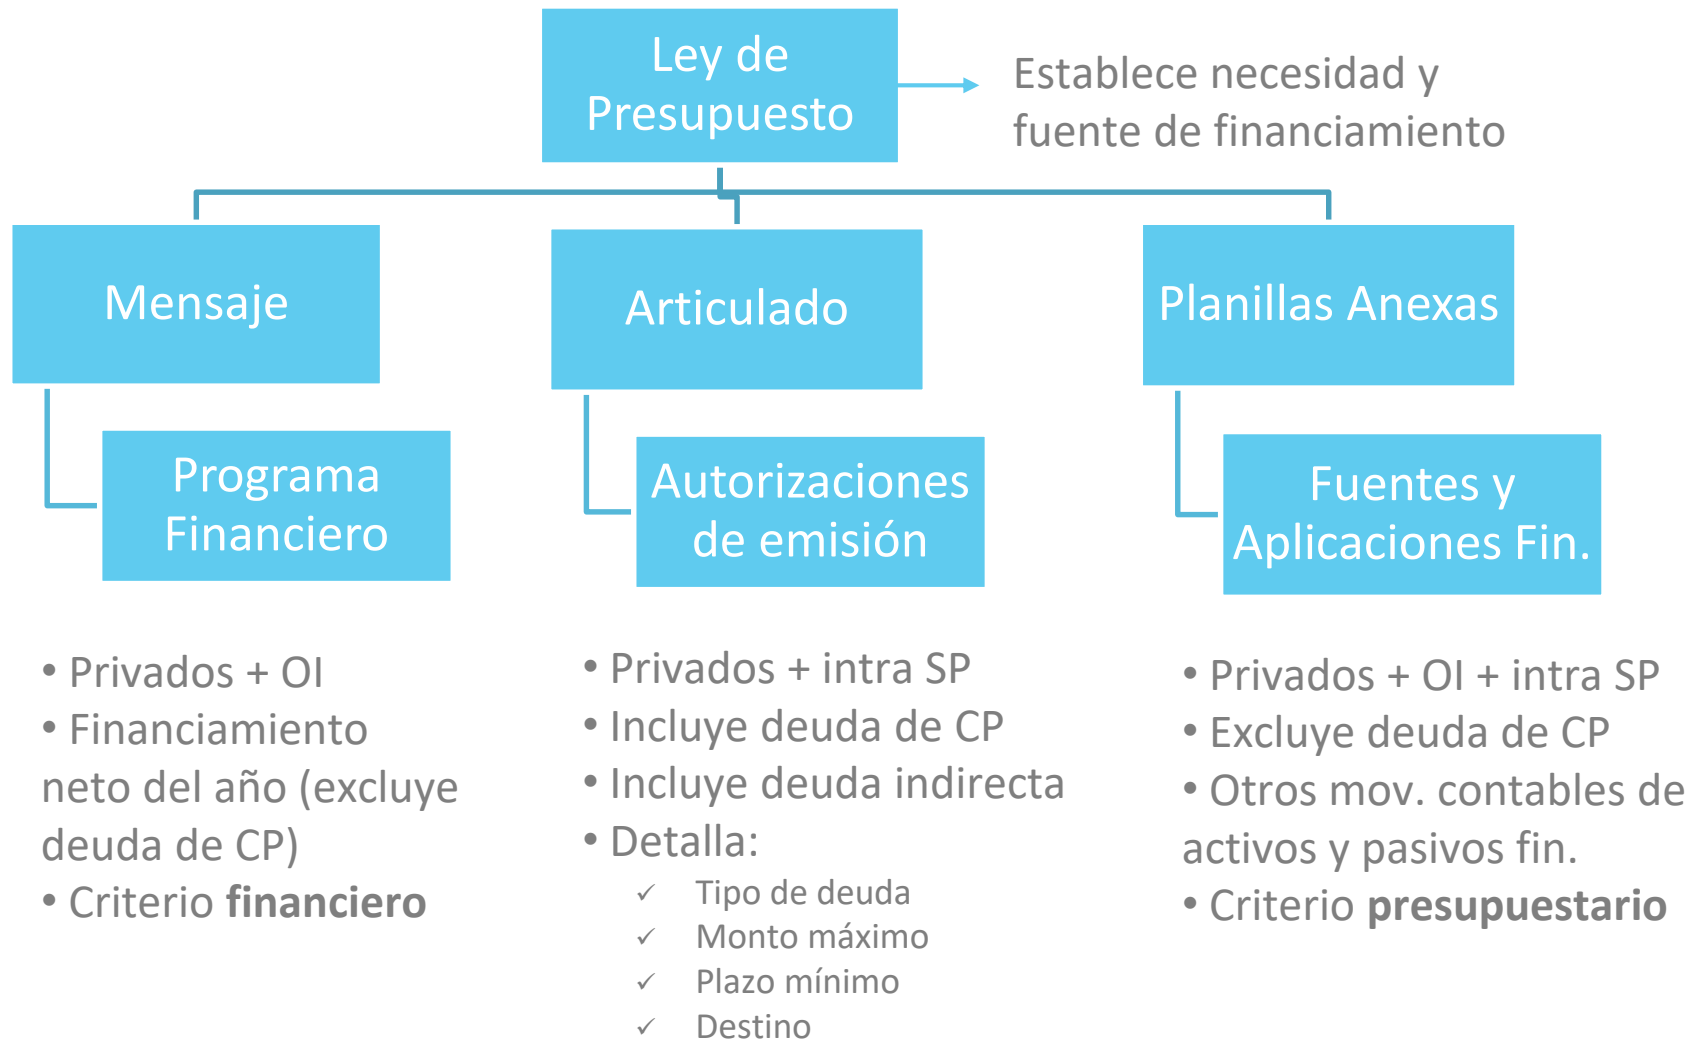 Ley de
Presupuesto
Establece necesidad y
fuente de financiamiento
Mensaje
Articulado
Planillas Anexas
Programa
Financiero
Autorizaciones
de emisión
Fuentes y
Aplicaciones Fin.
• Privados + OI
• Financiamiento
neto del año (excluye
deuda de CP)
• Criterio financiero
• Privados + intra SP
• Incluye deuda de CP
• Incluye deuda indirecta
• Detalla:
✓ Tipo de deuda
✓ Monto máximo
✓ Plazo mínimo
✓ Destino
• Privados + OI + intra SP
• Excluye deuda de CP
• Otros mov. contables de
activos y pasivos fin.
• Criterio presupuestario